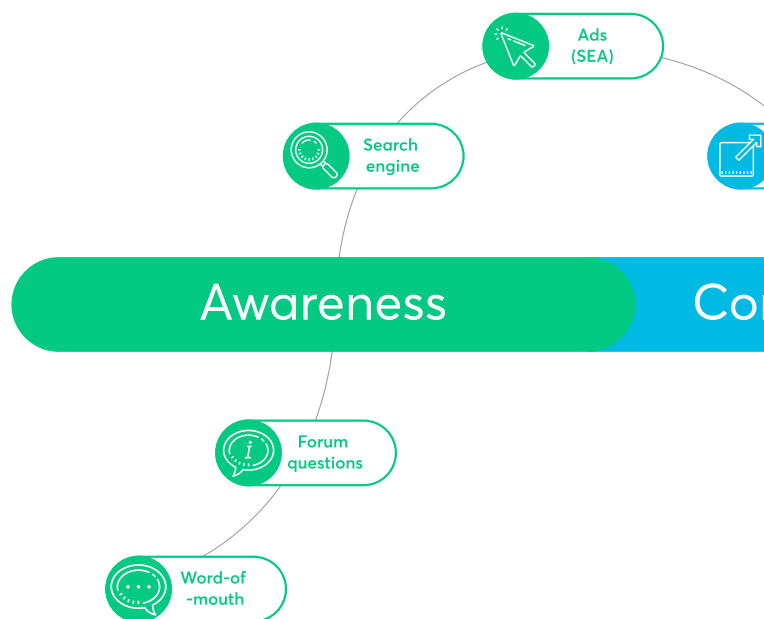 Ads
(SEA)
Search
engine
Awareness
Forum
questions
Word-of
-mouth